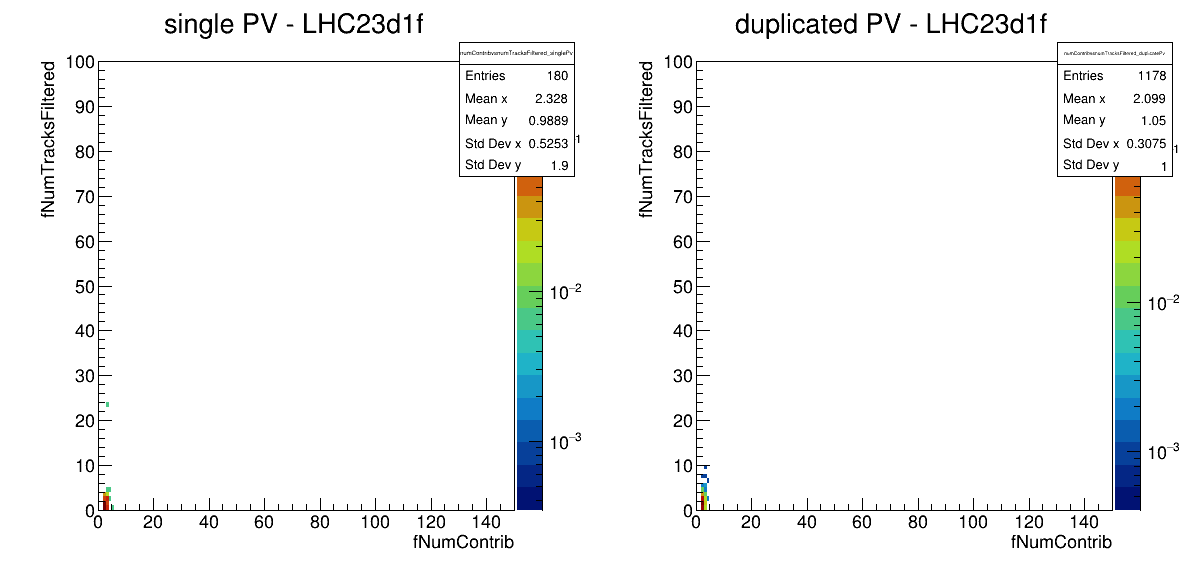 single PV - LHC23d1f
fNumTracksFiltered
100
90
80
70
60
50
40
30
20
10
0
0 20 40 60 80 100 120 140
fNumContrib
Entries 180
Mean x 2.328
Mean y 0.9889
Std Dev x 0.5253
Std Dev y 1.9
1
10⁻²
10⁻³
duplicated PV - LHC23d1f
fNumTracksFiltered
100
90
80
70
60
50
40
30
20
10
0
0 20 40 60 80 100 120 140
fNumContrib
Entries 1178
Mean x 2.099
Mean y 1.05
Std Dev x 0.3075
Std Dev y 1
1
10⁻²
10⁻³